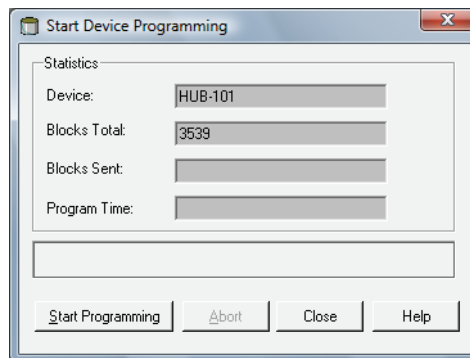 Start Device Programming
Statistics
Device: HUB-101
Blocks Total: 3539
Blocks Sent:
Program Time:
Start Programming Abort Close Help